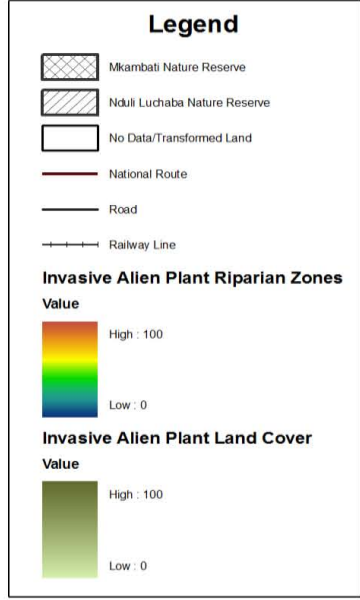 Legend
Mkambati Nature Reserve
Nduli Luchaba Nature Reserve
No Data/Transformed Land
National Route
Road
Railway Line
Invasive Alien Plant Riparian Zones
Value
High : 100
Low : 0
Invasive Alien Plant Land Cover
Value
High : 100
Low : 0